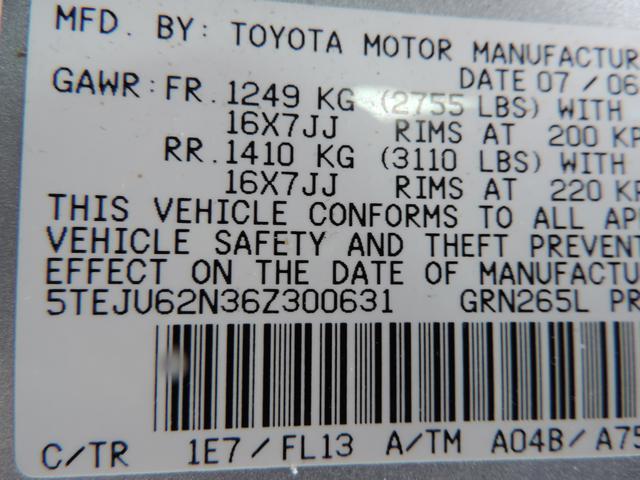 MFD. BY: TOYOTA MOTOR MANUFACTUR
DATE 07 / 06
GAWR: FR. 1249 KG (2755 LBS) WITH
16X7JJ RIMS AT 200 KP
RR. 1410 KG (3110 LBS) WITH
16X7JJ RIMS AT 220 KP
THIS VEHICLE CONFORMS TO ALL APP
VEHICLE SAFETY AND THEFT PREVENT
EFFECT ON THE DATE OF MANUFACTU
5TEJU62N36Z300631 GRN265L PR
C/TR 1E7 / FL13 A/TM A04B / A75